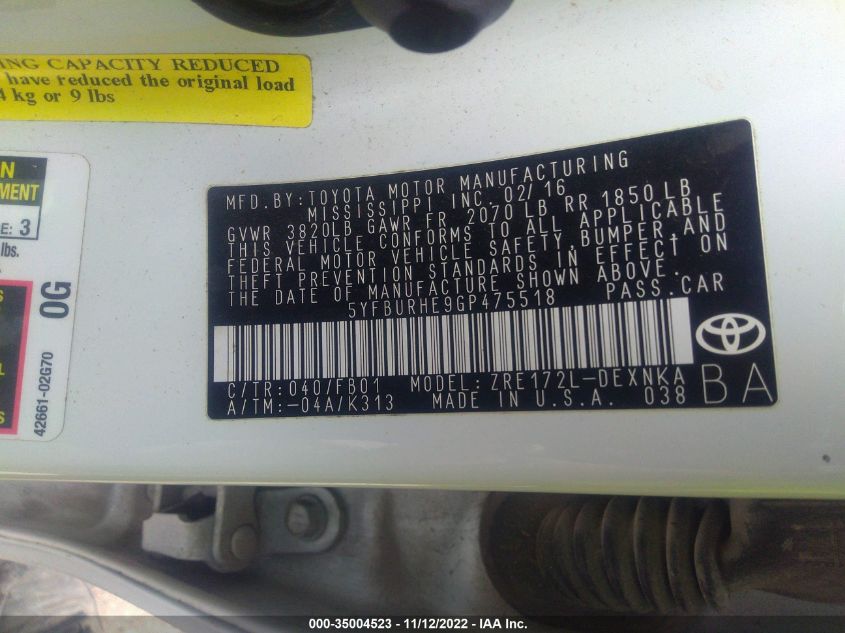 ING CAPACITY REDUCED
have reduced the original load
4 kg or 9 lbs
N
MENT
E: 3
lbs.
0G
42661-02G70
MFD. BY: TOYOTA MOTOR MANUFACTURING
MISSISSIPPI INC. 02/16
GVWR 3820LB GAWR FR 2070 LB RR 1850 LB
THIS VEHICLE CONFORMS TO ALL APPLICABLE
FEDERAL MOTOR VEHICLE SAFETY, BUMPER, AND
THEFT PREVENTION STANDARDS IN EFFECT ON
THE DATE OF MANUFACTURE SHOWN ABOVE.
5YFBURHE9GP475518 PASS. CAR
C/TR: 040/FB01 MODEL: ZRE172L-DEXNKA
A/TM: -04A/K313 MADE IN U.S.A. 038
BA
000-35004523 - 11/12/2022 - IAA Inc.